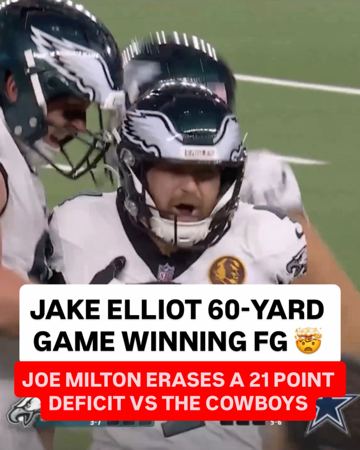 JAKE ELLIOT 60-YARD
GAME WINNING FG 🤯
JOE MILTON ERASES A 21 POINT
DEFICIT VS THE COWBOYS